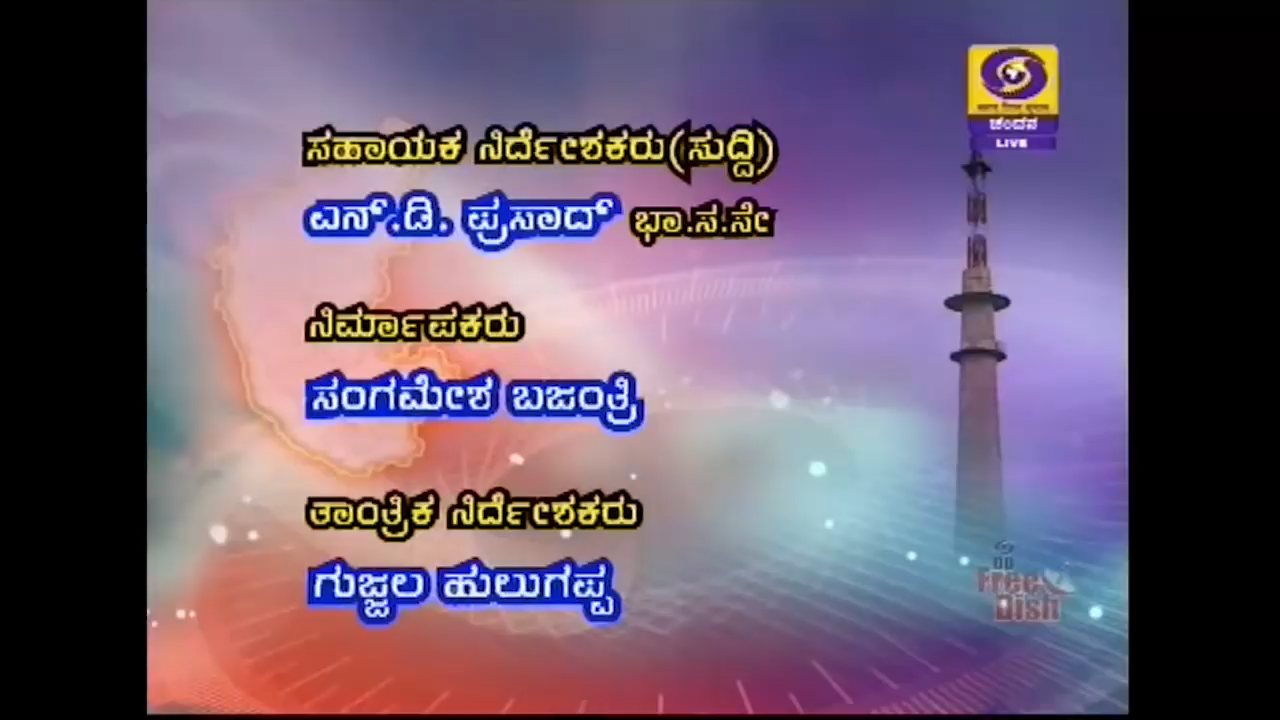 ಚಂದನ
LIVE
ಸಹಾಯಕ ನಿರ್ದೇಶಕರು(ಸುದ್ದಿ)
ಎನ್.ಡಿ. ಪ್ರಸಾದ್ ಭಾ.ಸ.ಸೇ
ನಿರ್ಮಾಪಕರು
ಸಂಗಮೇಶ ಬಜಂತ್ರಿ
ತಾಂತ್ರಿಕ ನಿರ್ದೇಶಕರು
ಗುಜ್ಜಲ ಹುಲುಗಪ್ಪ
DD
Free
Dish